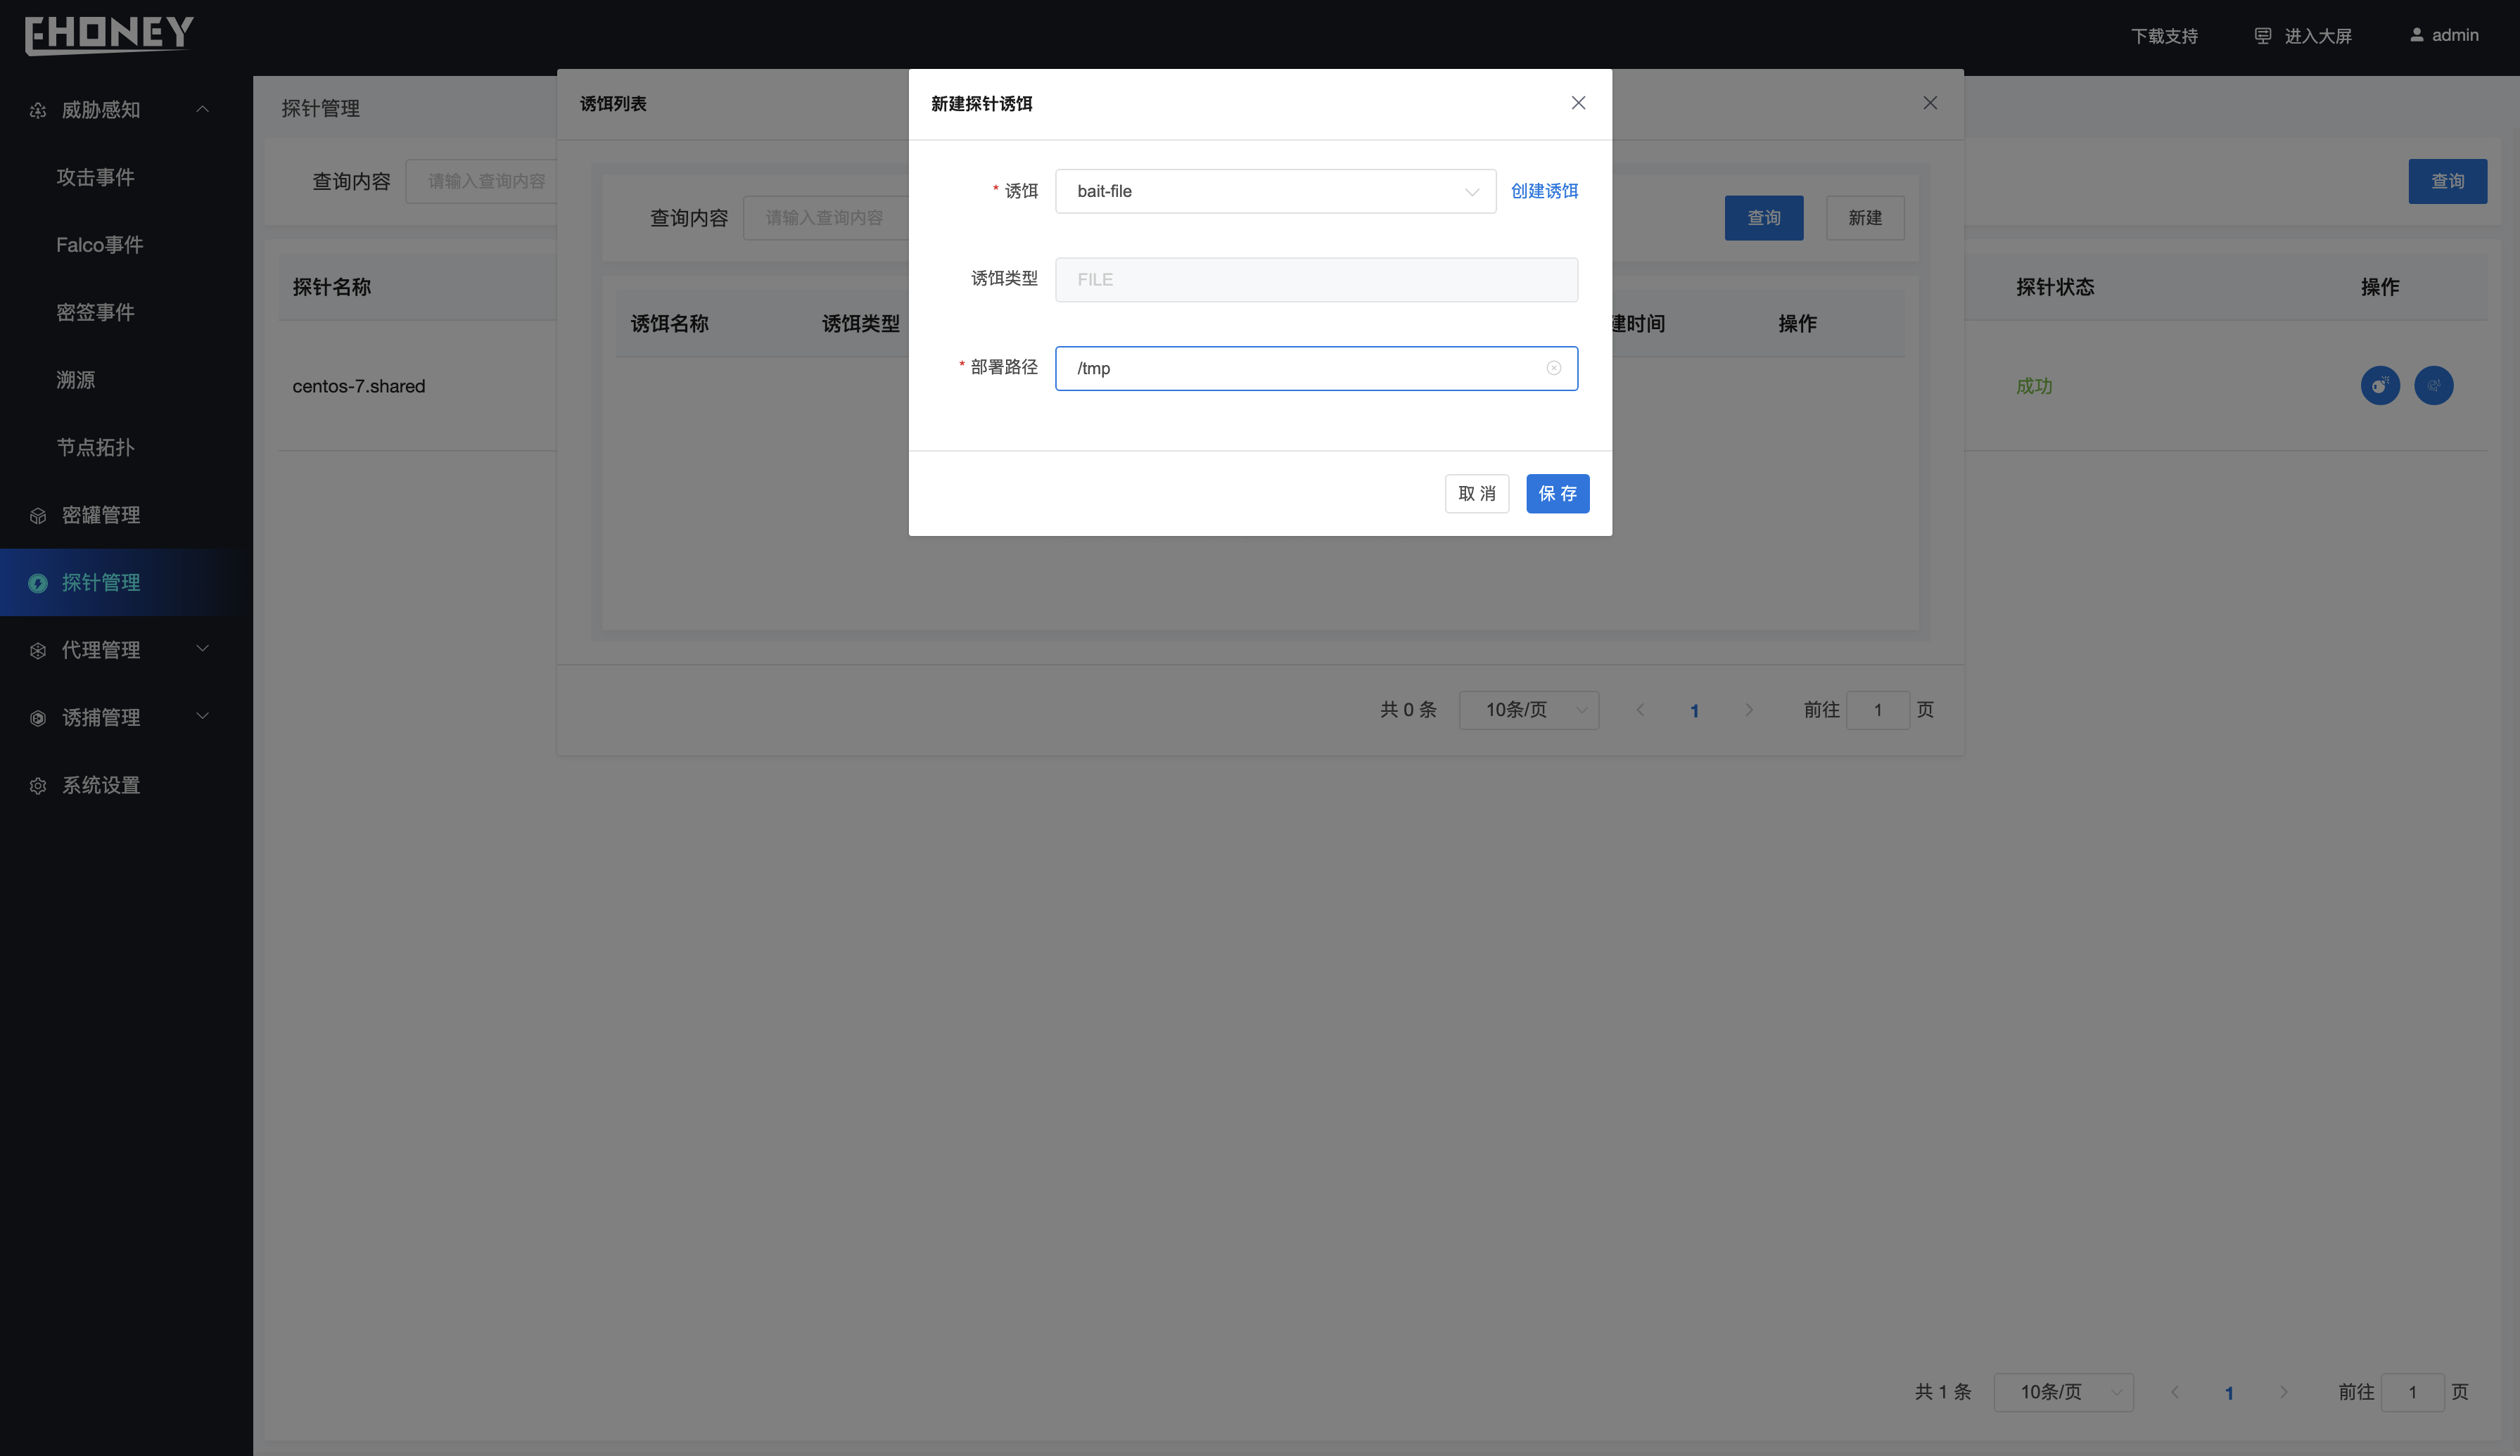 EHONEY
下载支持
进入大屏
admin
威胁感知
攻击事件
Falco事件
密签事件
溯源
节点拓扑
密罐管理
探针管理
代理管理
诱捕管理
系统设置
探针管理
查询内容 请输入查询内容
查询
探针名称 探针状态 操作
centos-7.shared 成功
诱饵列表
查询内容 请输入查询内容
查询 新建
诱饵名称 诱饵类型 建时间 操作
共 0 条 10条/页 1 前往 1 页
新建探针诱饵
* 诱饵 bait-file 创建诱饵
诱饵类型 FILE
* 部署路径 /tmp
取 消 保 存
共 1 条 10条/页 1 前往 1 页